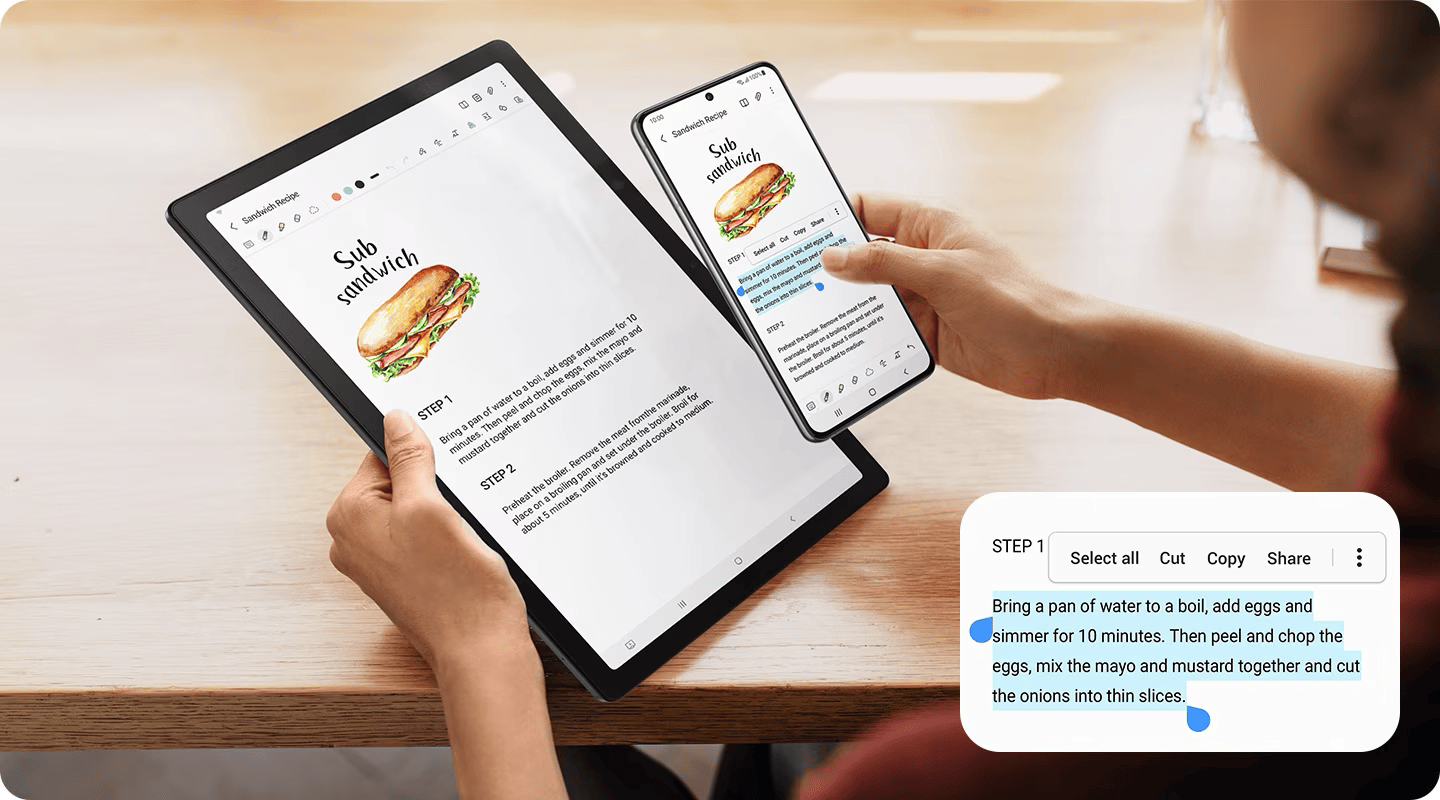 Sandwich Recipe
Sub
sandwich
STEP 1
Bring a pan of water to a boil, add eggs and simmer for 10
minutes. Then peel and chop the eggs, mix the mayo and
mustard together and cut the onions into thin slices.
STEP 2
Preheat the broiler. Remove the meat fromthe marinade,
place on a broiling pan and set under the broiler. Broil for
about 5 minutes, until it's browned and cooked to medium.
10:00
100%
Sandwich Recipe
Sub
sandwich
Select all Cut Copy Share
STEP 1
Bring a pan of water to a boil, add eggs and
simmer for 10 minutes. Then peel and chop the
eggs, mix the mayo and mustard
the onions into thin slices.
STEP 2
Preheat the broiler. Remove the meat from the
marinade, place on a broiling pan and set under
the broiler. Broil for about 5 minutes, until it's
browned and cooked to medium.
STEP 1 Select all Cut Copy Share
Bring a pan of water to a boil, add eggs and
simmer for 10 minutes. Then peel and chop the
eggs, mix the mayo and mustard together and cut
the onions into thin slices.